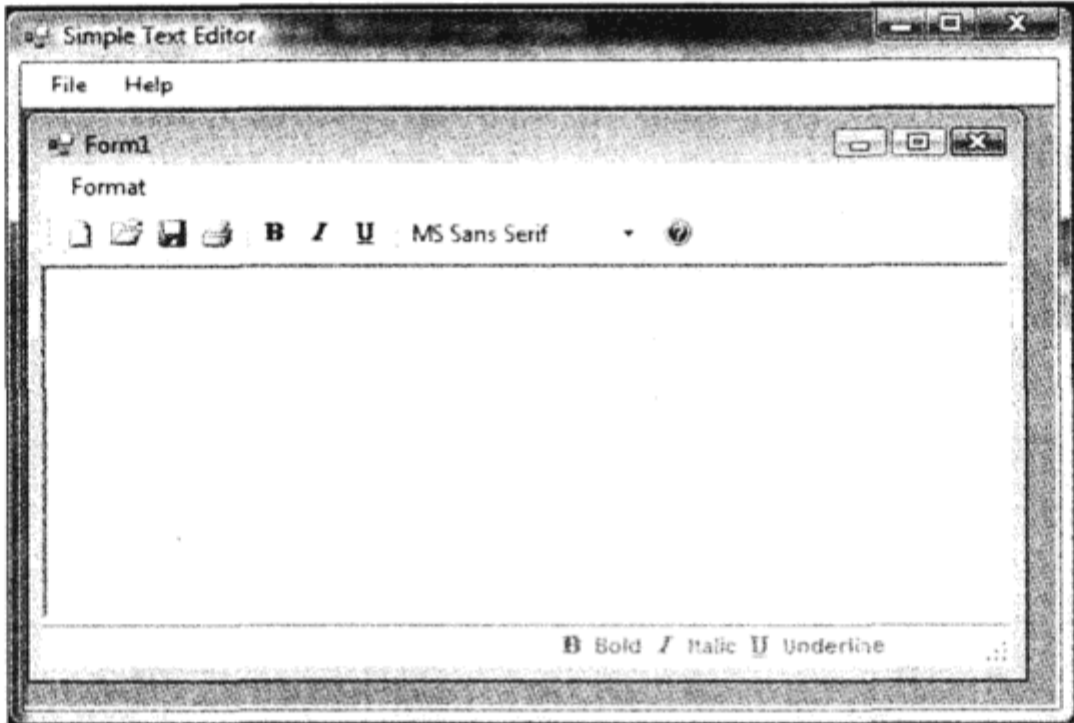 Simple Text Editor
File Help
Form1
Format
B I U MS Sans Serif
B Bold I Italic U Underline